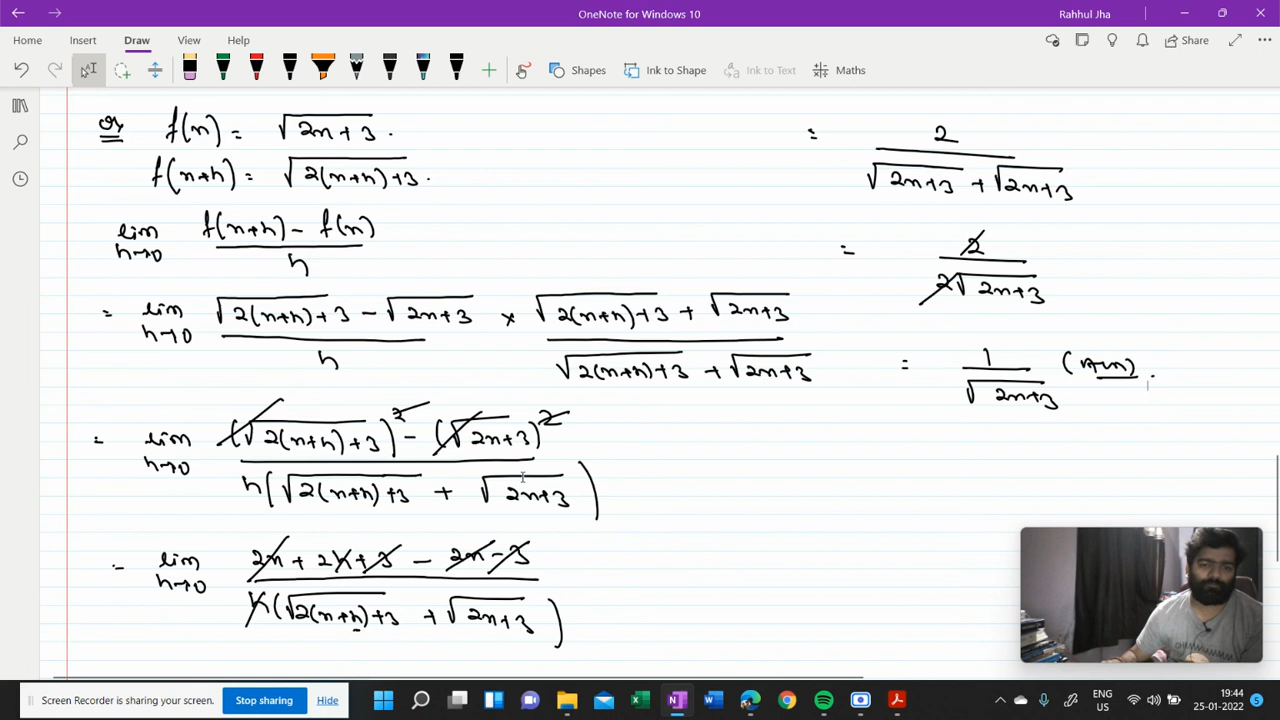 OneNote for Windows 10
Rahhul Jha
Home Insert Draw View Help
Share
Shapes Ink to Shape Ink to Text Maths
Or f(x) = √(2x+3).
f(x+h) = √(2(x+h)+3).
lim h→0 (f(x+h) - f(x)) / h
= lim h→0 (√(2(x+h)+3) - √(2x+3)) / h × (√(2(x+h)+3) + √(2x+3)) / (√(2(x+h)+3) + √(2x+3))
= lim h→0 ((√(2(x+h)+3))² - (√(2x+3))²) / h(√(2(x+h)+3) + √(2x+3))
= lim h→0 (2x + 2h + 3 - 2x - 3) / h(√(2(x+h)+3) + √(2x+3))
= 2 / (√(2x+3) + √(2x+3))
= 2 / 2√(2x+3)
= 1 / √(2x+3) (Ans).
Screen Recorder is sharing your screen. Stop sharing Hide
ENG US
19:44
25-01-2022